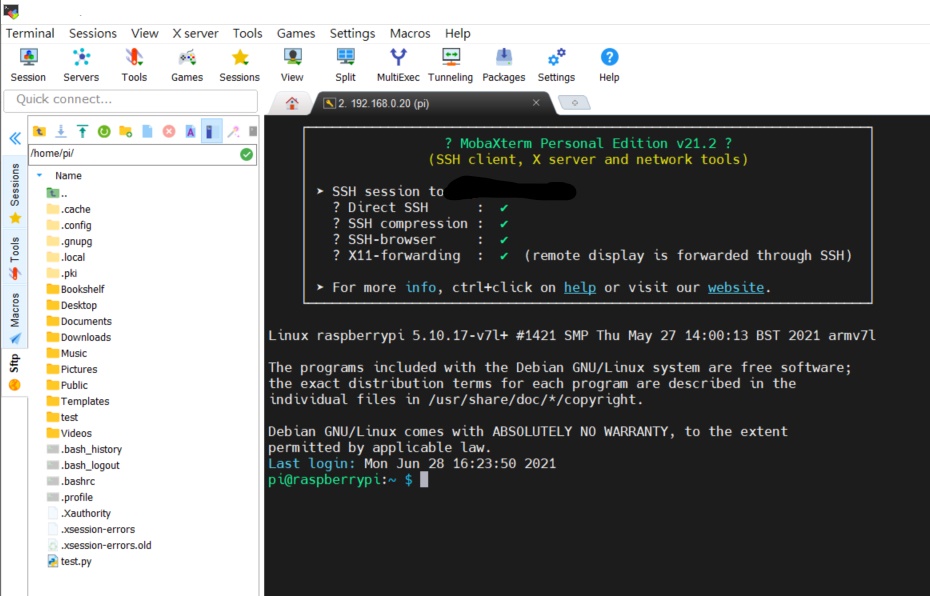 Terminal Sessions View X server Tools Games Settings Macros Help
Session Servers Tools Games Sessions View Split MultiExec Tunneling Packages Settings Help
Quick connect...
2. 192.168.0.20 (pi)
/home/pi/
Name
..
.cache
.config
.gnupg
.local
.pki
Bookshelf
Desktop
Documents
Downloads
Music
Pictures
Public
Templates
test
Videos
.bash_history
.bash_logout
.bashrc
.profile
.Xauthority
.xsession-errors
.xsession-errors.old
test.py
Sessions
Tools
Macros
Sftp
? MobaXterm Personal Edition v21.2 ?
(SSH client, X server and network tools)
➤ SSH session to
? Direct SSH : ✔
? SSH compression : ✔
? SSH-browser : ✔
? X11-forwarding : ✔ (remote display is forwarded through SSH)
➤ For more info, ctrl+click on help or visit our website.
Linux raspberrypi 5.10.17-v7l+ #1421 SMP Thu May 27 14:00:13 BST 2021 armv7l
The programs included with the Debian GNU/Linux system are free software;
the exact distribution terms for each program are described in the
individual files in /usr/share/doc/*/copyright.
Debian GNU/Linux comes with ABSOLUTELY NO WARRANTY, to the extent
permitted by applicable law.
Last login: Mon Jun 28 16:23:50 2021
pi@raspberrypi:~ $